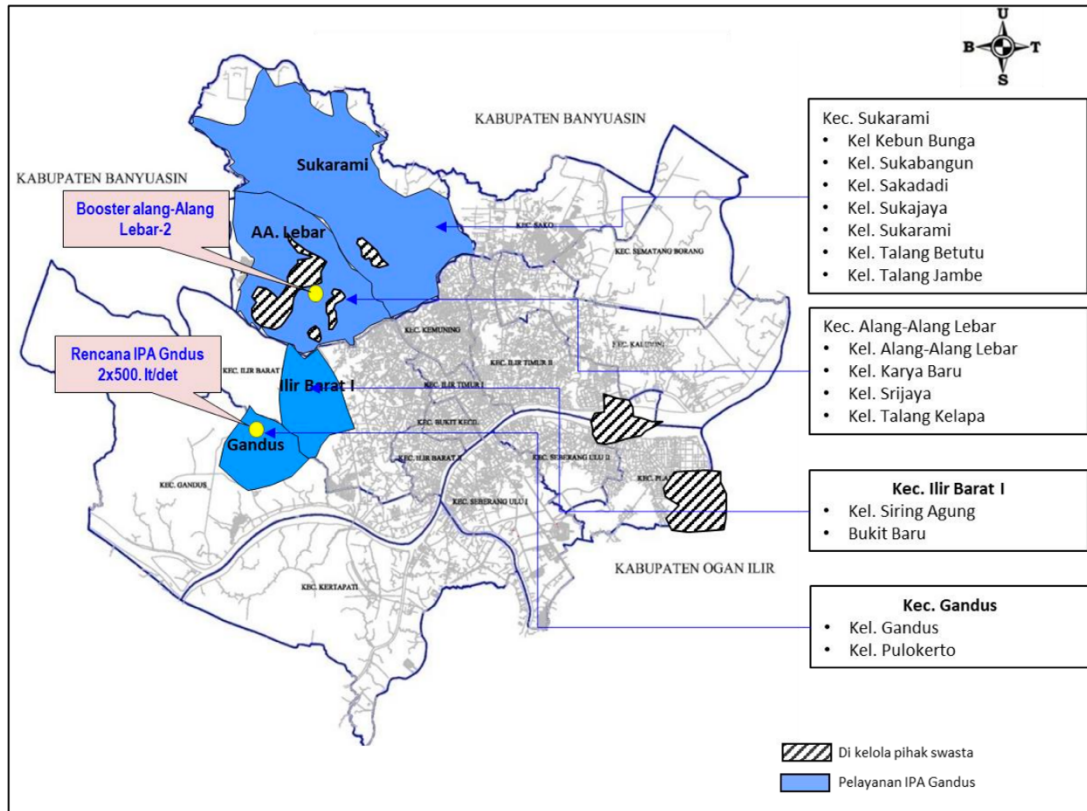 U
B
T
S
KABUPATEN BANYUASIN
KABUPATEN BANYUASIN
Sukarami
Booster alang-Alang
Lebar-2
AA. Lebar
KEC. SAKO
KEC. SEMATANG BORANG
KEC. KEMUNING
KEC. KALIDONI
Rencana IPA Gndus
2x500. lt/det
KEC. ILIR BARAT
Ilir Barat I
KEC. ILIR TIMUR II
KEC. ILIR TIMUR I
KEC. BUKIT KECIL
Gandus
KEC. ILIR BARAT II
KEC. SEBERANG ULU II
KEC. GANDUS
KEC. PLA
KEC. SEBERANG ULU I
KABUPATEN OGAN ILIR
KEC. KERTAPATI
Kec. Sukarami
• Kel Kebun Bunga
• Kel. Sukabangun
• Kel. Sakadadi
• Kel. Sukajaya
• Kel. Sukarami
• Kel. Talang Betutu
• Kel. Talang Jambe
Kec. Alang-Alang Lebar
• Kel. Alang-Alang Lebar
• Kel. Karya Baru
• Kel. Srijaya
• Kel. Talang Kelapa
Kec. Ilir Barat I
• Kel. Siring Agung
• Bukit Baru
Kec. Gandus
• Kel. Gandus
• Kel. Pulokerto
Di kelola pihak swasta
Pelayanan IPA Gandus